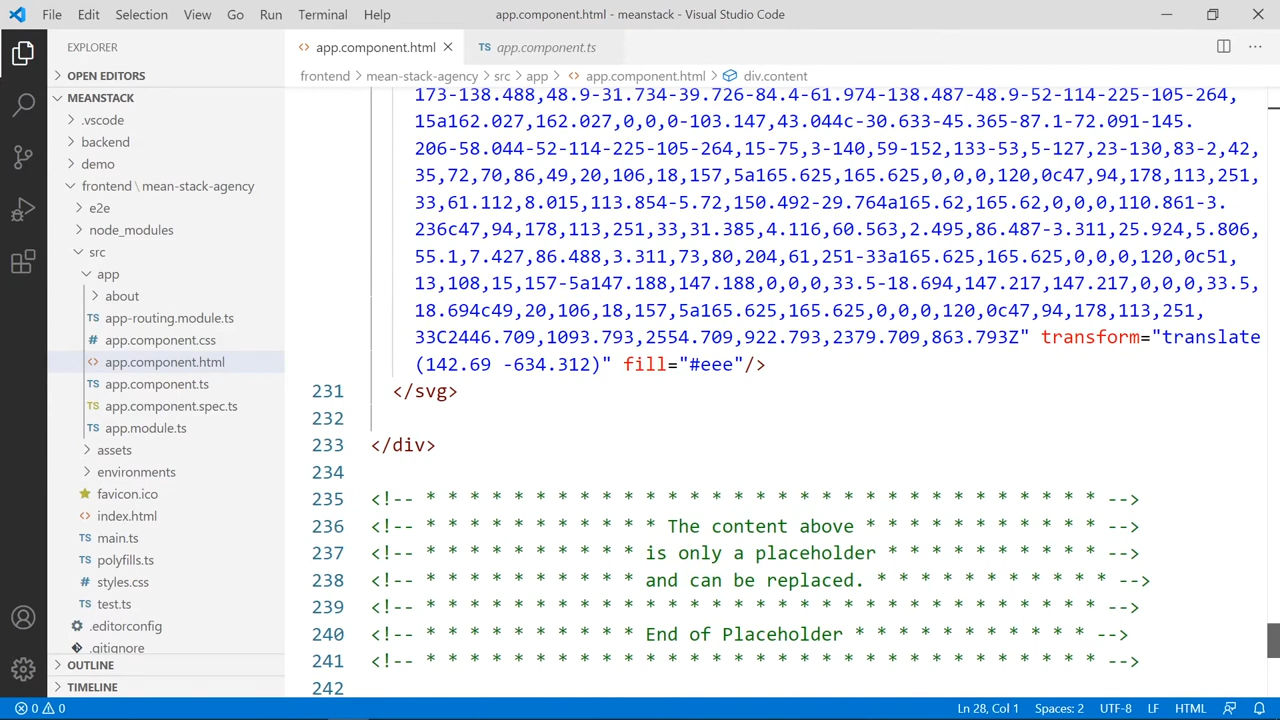 File Edit Selection View Go Run Terminal Help app.component.html - meanstack - Visual Studio Code
EXPLORER
OPEN EDITORS
MEANSTACK
.vscode
backend
demo
frontend \ mean-stack-agency
e2e
node_modules
src
app
about
TS app-routing.module.ts
# app.component.css
<> app.component.html
TS app.component.ts
TS app.component.spec.ts
TS app.module.ts
assets
environments
favicon.ico
<> index.html
TS main.ts
TS polyfills.ts
# styles.css
TS test.ts
.editorconfig
.gitignore
OUTLINE
TIMELINE
<> app.component.html TS app.component.ts
frontend > mean-stack-agency > src > app > <> app.component.html > div.content
173-138.488,48.9-31.734-39.726-84.4-61.974-138.487-48.9-52-114-225-105-264,
15a162.027,162.027,0,0,0-103.147,43.044c-30.633-45.365-87.1-72.091-145.
206-58.044-52-114-225-105-264,15-75,3-140,59-152,133-53,5-127,23-130,83-2,42,
35,72,70,86,49,20,106,18,157,5a165.625,165.625,0,0,0,120,0c47,94,178,113,251,
33,61.112,8.015,113.854-5.72,150.492-29.764a165.62,165.62,0,0,0,110.861-3.
236c47,94,178,113,251,33,31.385,4.116,60.563,2.495,86.487-3.311,25.924,5.806,
55.1,7.427,86.488,3.311,73,80,204,61,251-33a165.625,165.625,0,0,0,120,0c51,
13,108,15,157-5a147.188,147.188,0,0,0,33.5-18.694,147.217,147.217,0,0,0,33.5,
18.694c49,20,106,18,157,5a165.625,165.625,0,0,0,120,0c47,94,178,113,251,
33C2446.709,1093.793,2554.709,922.793,2379.709,863.793Z" transform="translate
(142.69 -634.312)" fill="#eee"/>
231 </svg>
232
233 </div>
234
235 <!-- * * * * * * * * * * * * * * * * * * * * * * * * * * * * * * * -->
236 <!-- * * * * * * * * * * * The content above * * * * * * * * * * * -->
237 <!-- * * * * * * * * * * is only a placeholder * * * * * * * * * * -->
238 <!-- * * * * * * * * * * and can be replaced. * * * * * * * * * * * -->
239 <!-- * * * * * * * * * * * * * * * * * * * * * * * * * * * * * * * -->
240 <!-- * * * * * * * * * * End of Placeholder * * * * * * * * * * * -->
241 <!-- * * * * * * * * * * * * * * * * * * * * * * * * * * * * * * * -->
242
0 0 Ln 28, Col 1 Spaces: 2 UTF-8 LF HTML